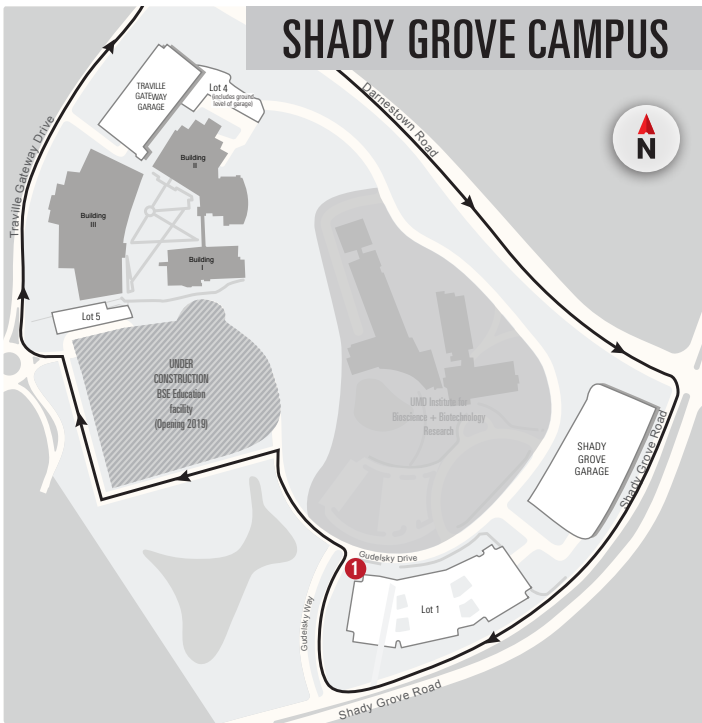 SHADY GROVE CAMPUS
TRAVILLE
GATEWAY
GARAGE
Lot 4
(includes ground
level of garage)
Darnestown Road
N
Traville Gateway Drive
Building
II
Building
III
Building
I
Lot 5
UNDER
CONSTRUCTION
BSE Education
facility
(Opening 2019)
UMD Institute for
Bioscience + Biotechnology
Research
SHADY
GROVE
GARAGE
Shady Grove Road
Gudelsky Drive
1
Lot 1
Gudelsky Way
Shady Grove Road